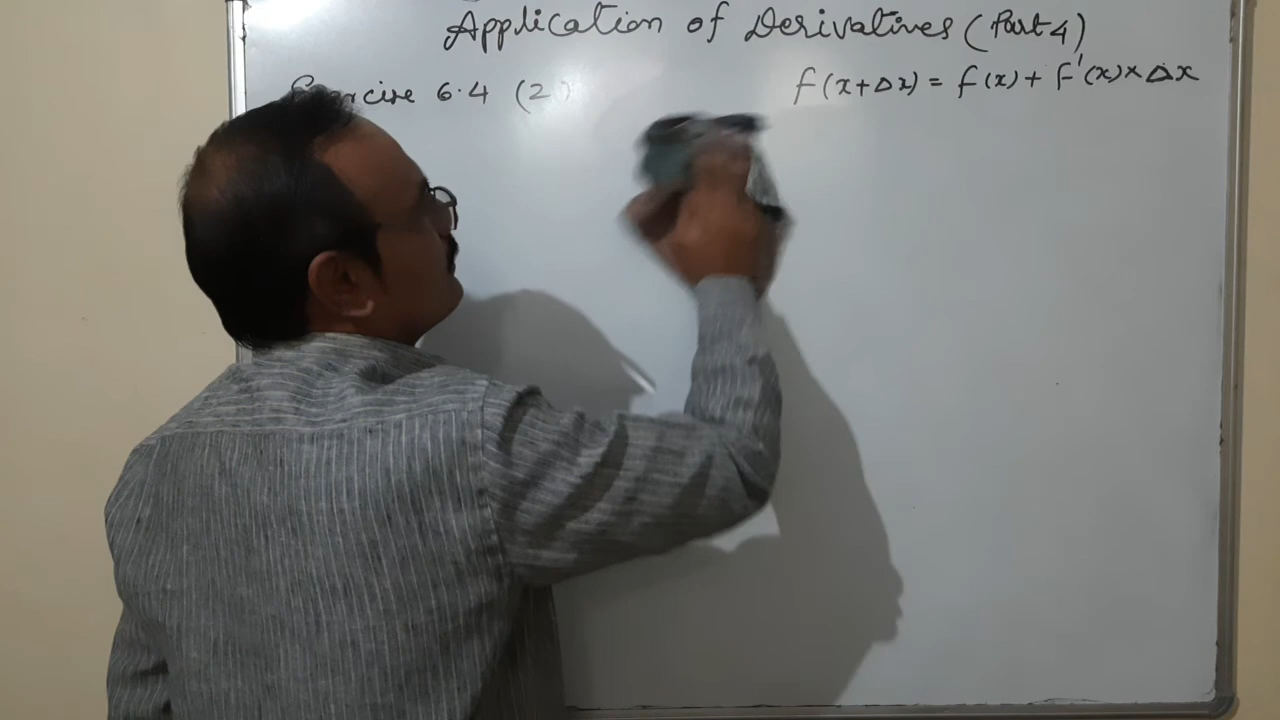 Application of Derivatives (Part 4)
Exercise 6.4 (2)
f(x+Δx) = f(x) + f'(x)×Δx